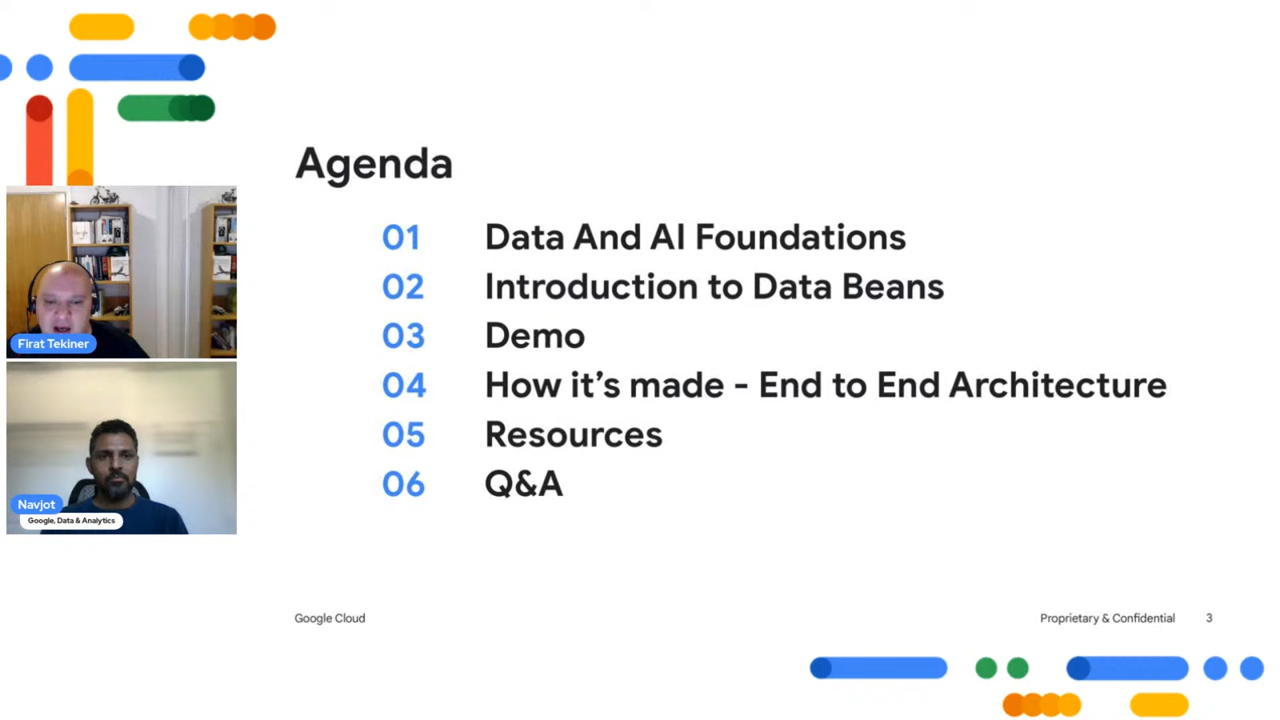 Agenda
01 Data And AI Foundations
02 Introduction to Data Beans
03 Demo
04 How it’s made - End to End Architecture
05 Resources
06 Q&A
Firat Tekiner
Navjot
Google, Data & Analytics
Google Cloud
Proprietary & Confidential 3